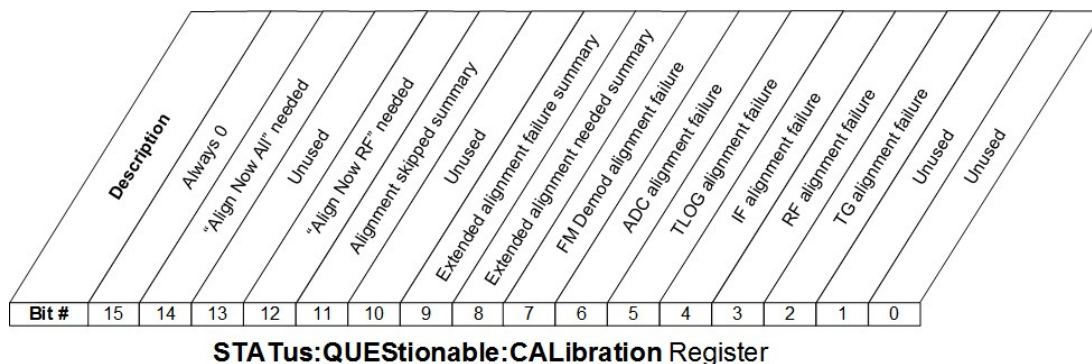 Description
Always 0
“Align Now All” needed
Unused
“Align Now RF” needed
Alignment skipped summary
Unused
Extended alignment failure summary
Extended alignment needed summary
FM Demod alignment failure
ADC alignment failure
TLOG alignment failure
IF alignment failure
RF alignment failure
TG alignment failure
Unused
Unused
Bit # 15 14 13 12 11 10 9 8 7 6 5 4 3 2 1 0
STATus:QUEStionable:CALibration Register